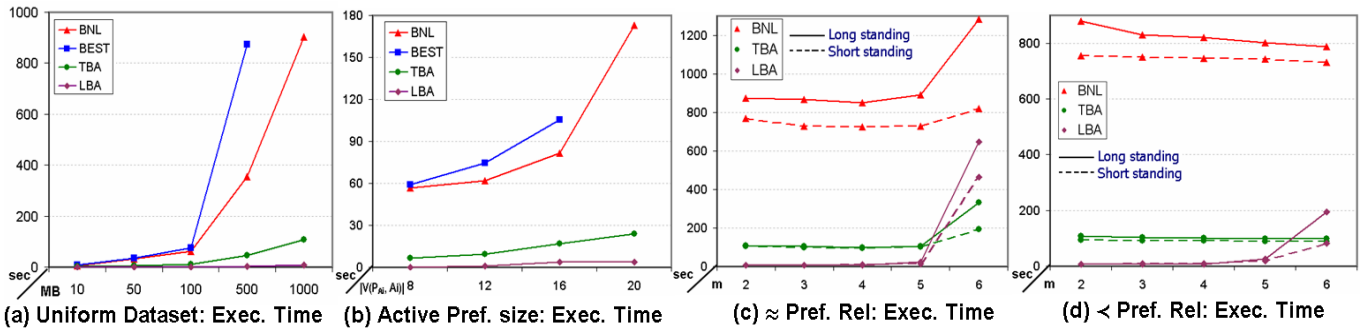 1000
800
600
400
200
0
BNL
BEST
TBA
LBA
sec
MB
10 50 100 500 1000
(a) Uniform Dataset: Exec. Time
180
150
120
90
60
30
0
BNL
BEST
TBA
LBA
sec
|V(P_Ai, Ai)|
8 12 16 20
(b) Active Pref. size: Exec. Time
1200
1000
800
600
400
200
0
BNL
TBA
LBA
Long standing
Short standing
sec
m
2 3 4 5 6
(c) ≈ Pref. Rel: Exec. Time
800
600
400
200
0
BNL
TBA
LBA
Long standing
Short standing
sec
m
2 3 4 5 6
(d) ≺ Pref. Rel: Exec. Time